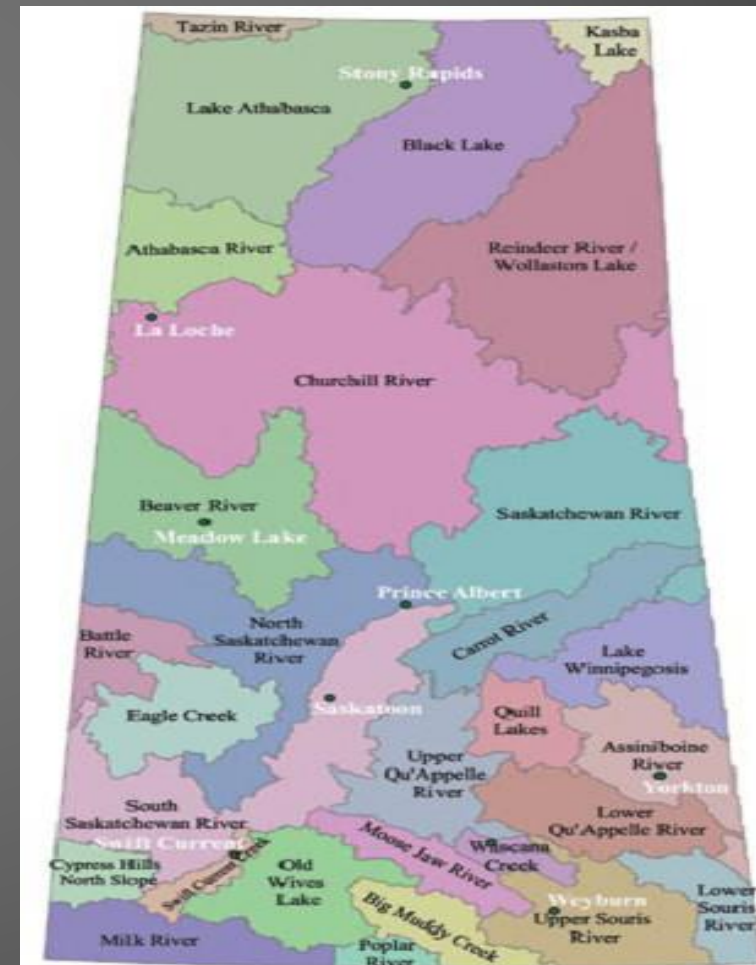 Tazin River
Kasba
Lake
Stony Rapids
Lake Athabasca
Black Lake
Athabasca River
Reindeer River /
Wollastors Lake
La Loche
Churchill River
Beaver River
Meadow Lake
Saskatchewan River
Prince Albert
North
Saskatchewan
River
Battle
River
Carrot River
Lake
Winnipegosis
Eagle Creek
Saskatoon
Quill
Lakes
Upper
Qu'Appelle
River
Assiniboine
River
Yorkton
South
Saskatchewan River
Lower
Qu'Appelle River
Swift Current
Moose Jaw River
Wascana
Creek
Cypress Hills
North Slope
Swift Current Creek
Old
Wives
Lake
Big Muddy Creek
Weyburn
Upper Souris
River
Lower
Souris
River
Milk River
Poplar
River